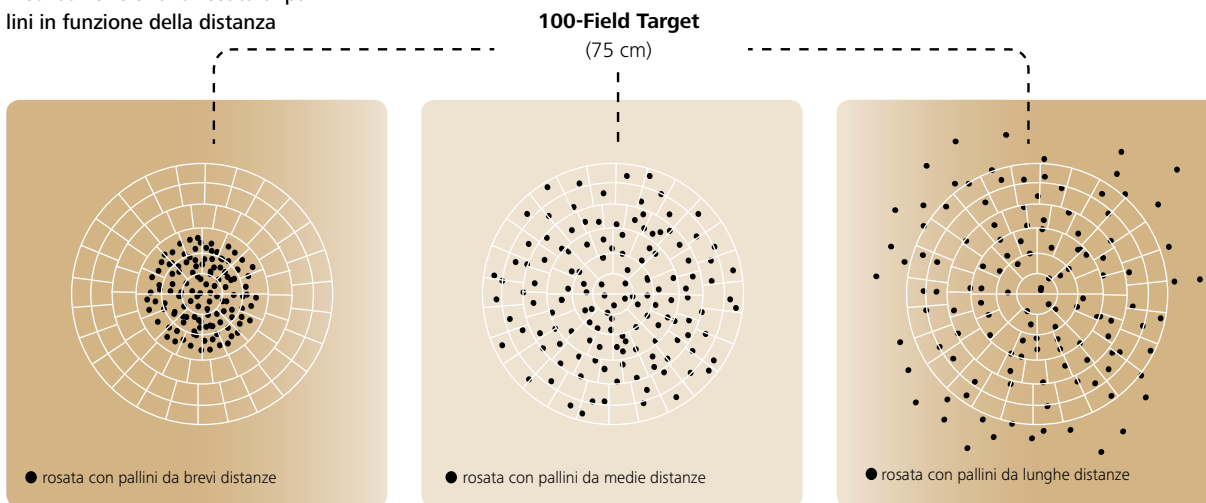 lini in funzione della distanza
100-Field Target
(75 cm)
rosata con pallini da brevi distanze
rosata con pallini da medie distanze
rosata con pallini da lunghe distanze